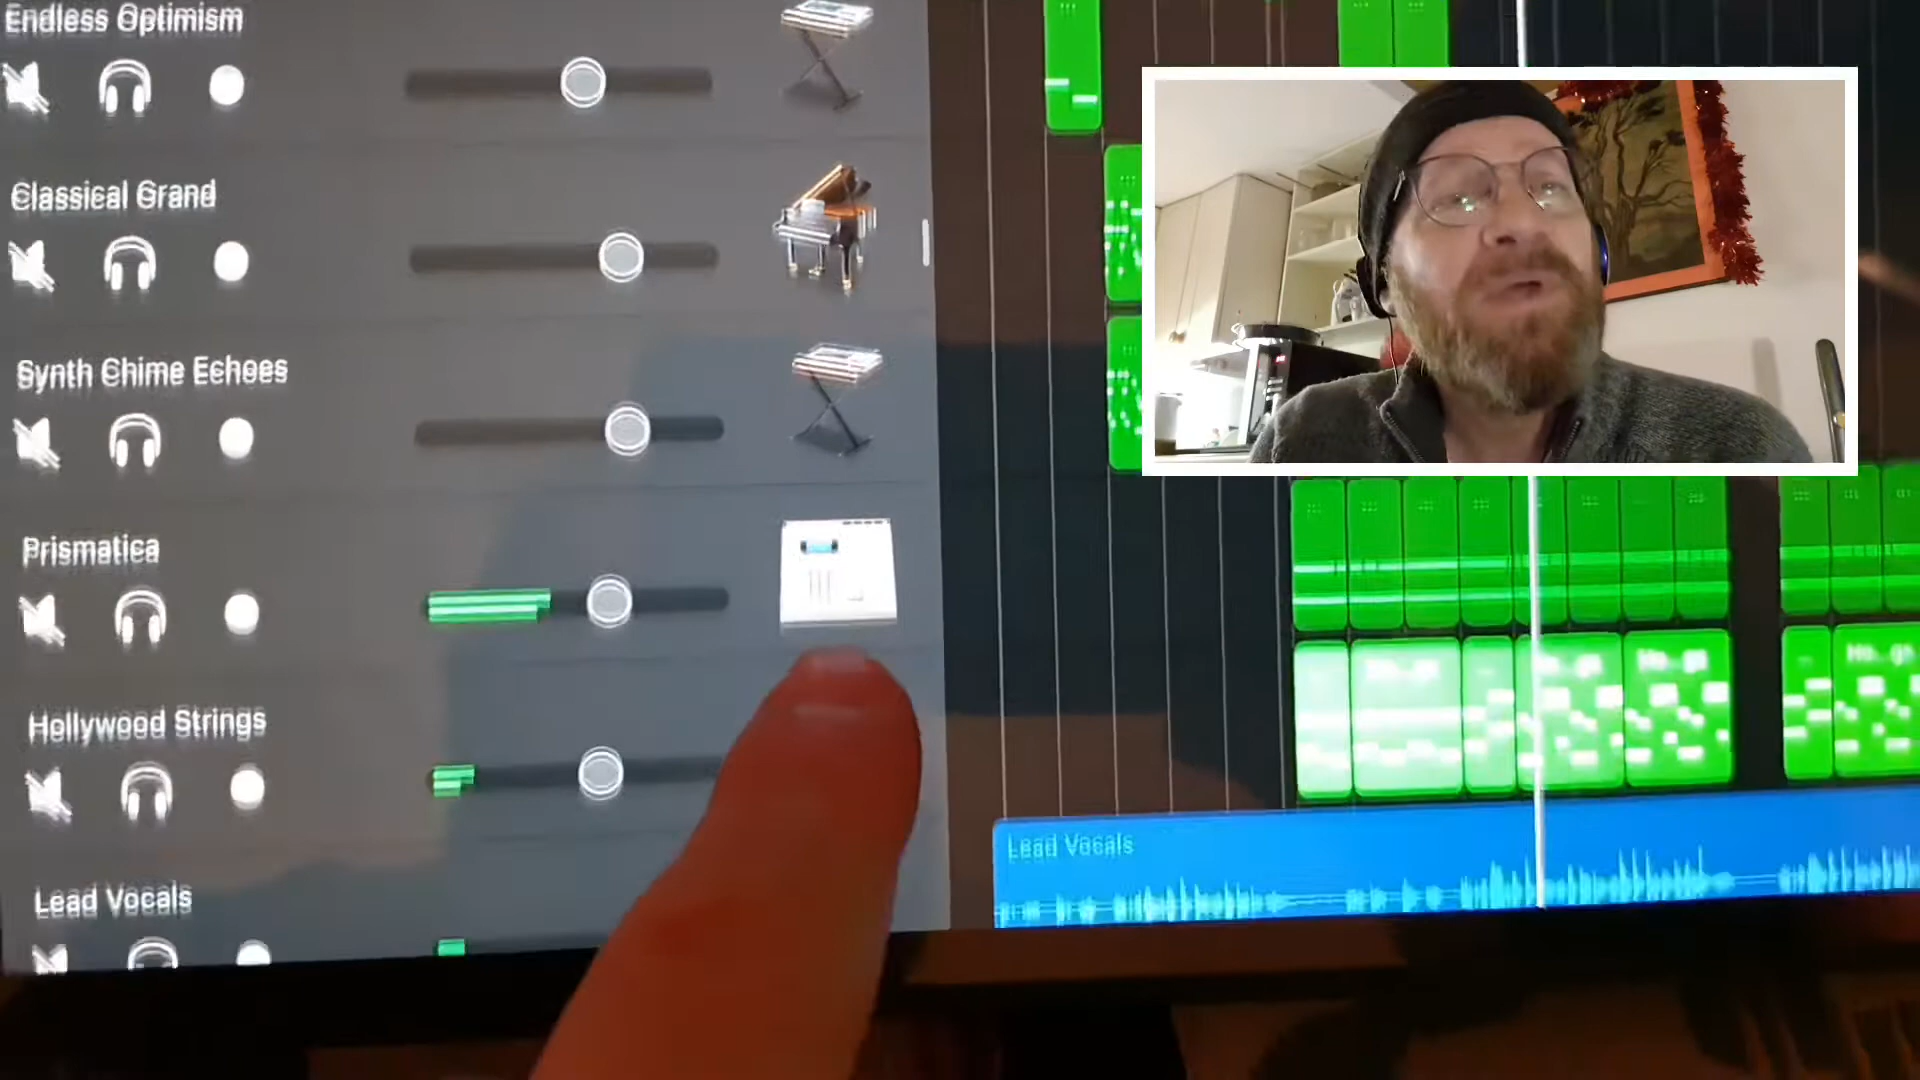 Endless Optimism
Classical Grand
Synth Chime Echoes
Prismatica
Hollywood Strings
Lead Vocals
Lead Vocals